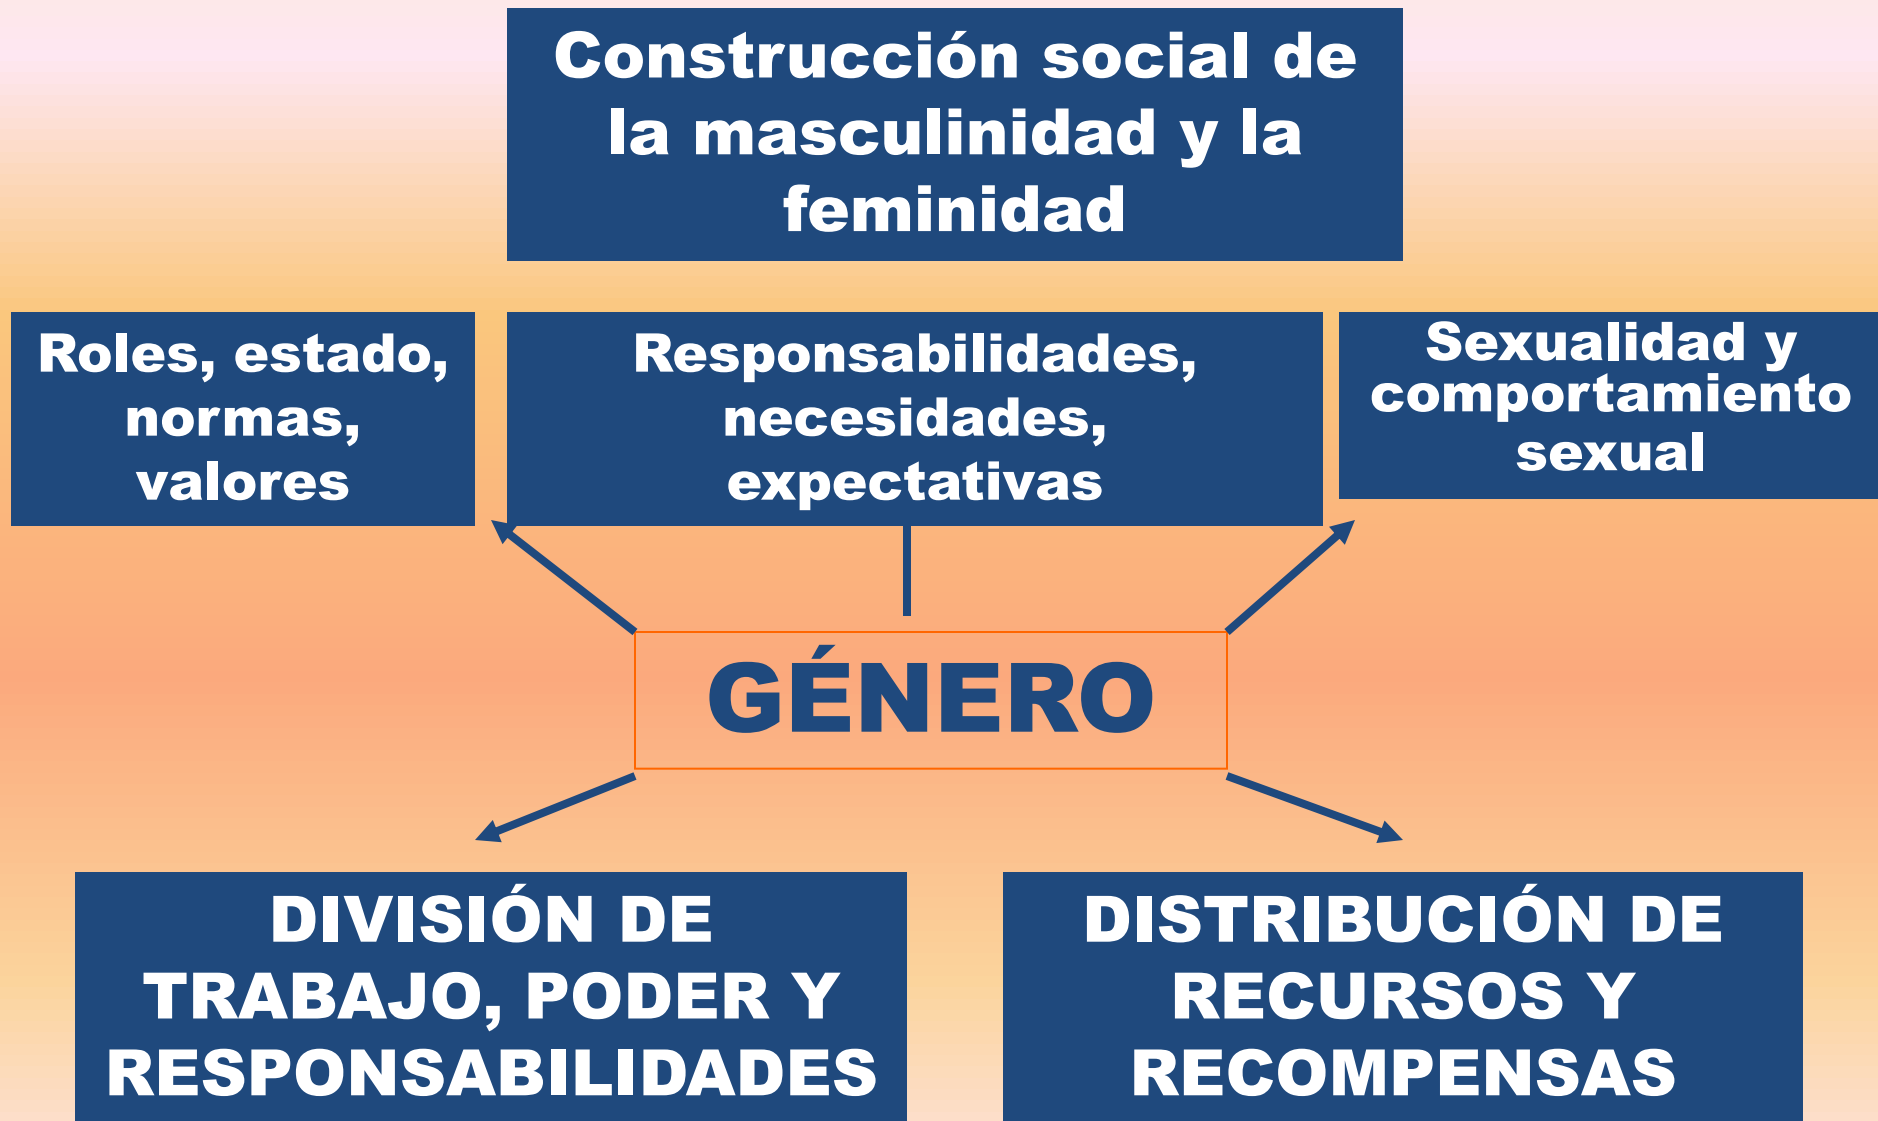 Construcción social de
la masculinidad y la
feminidad
Roles, estado,
normas,
valores
Responsabilidades,
necesidades,
expectativas
Sexualidad y
comportamiento
sexual
GÉNERO
DIVISIÓN DE
TRABAJO, PODER Y
RESPONSABILIDADES
DISTRIBUCIÓN DE
RECURSOS Y
RECOMPENSAS